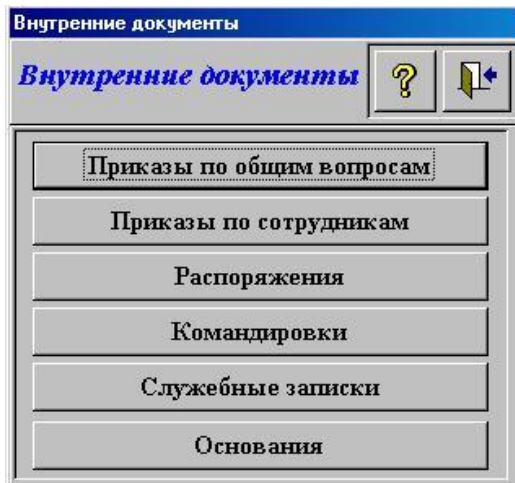 Внутренние документы
Внутренние документы
Приказы по общим вопросам
Приказы по сотрудникам
Распоряжения
Командировки
Служебные записки
Основания